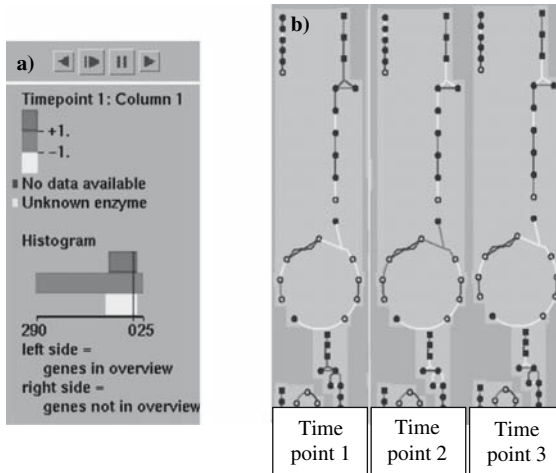 a)
Timepoint 1: Column 1
+1.
-1.
No data available
Unknown enzyme
Histogram
290 025
left side =
genes in overview
right side =
genes not in overview
b)
Time point 1
Time point 2
Time point 3